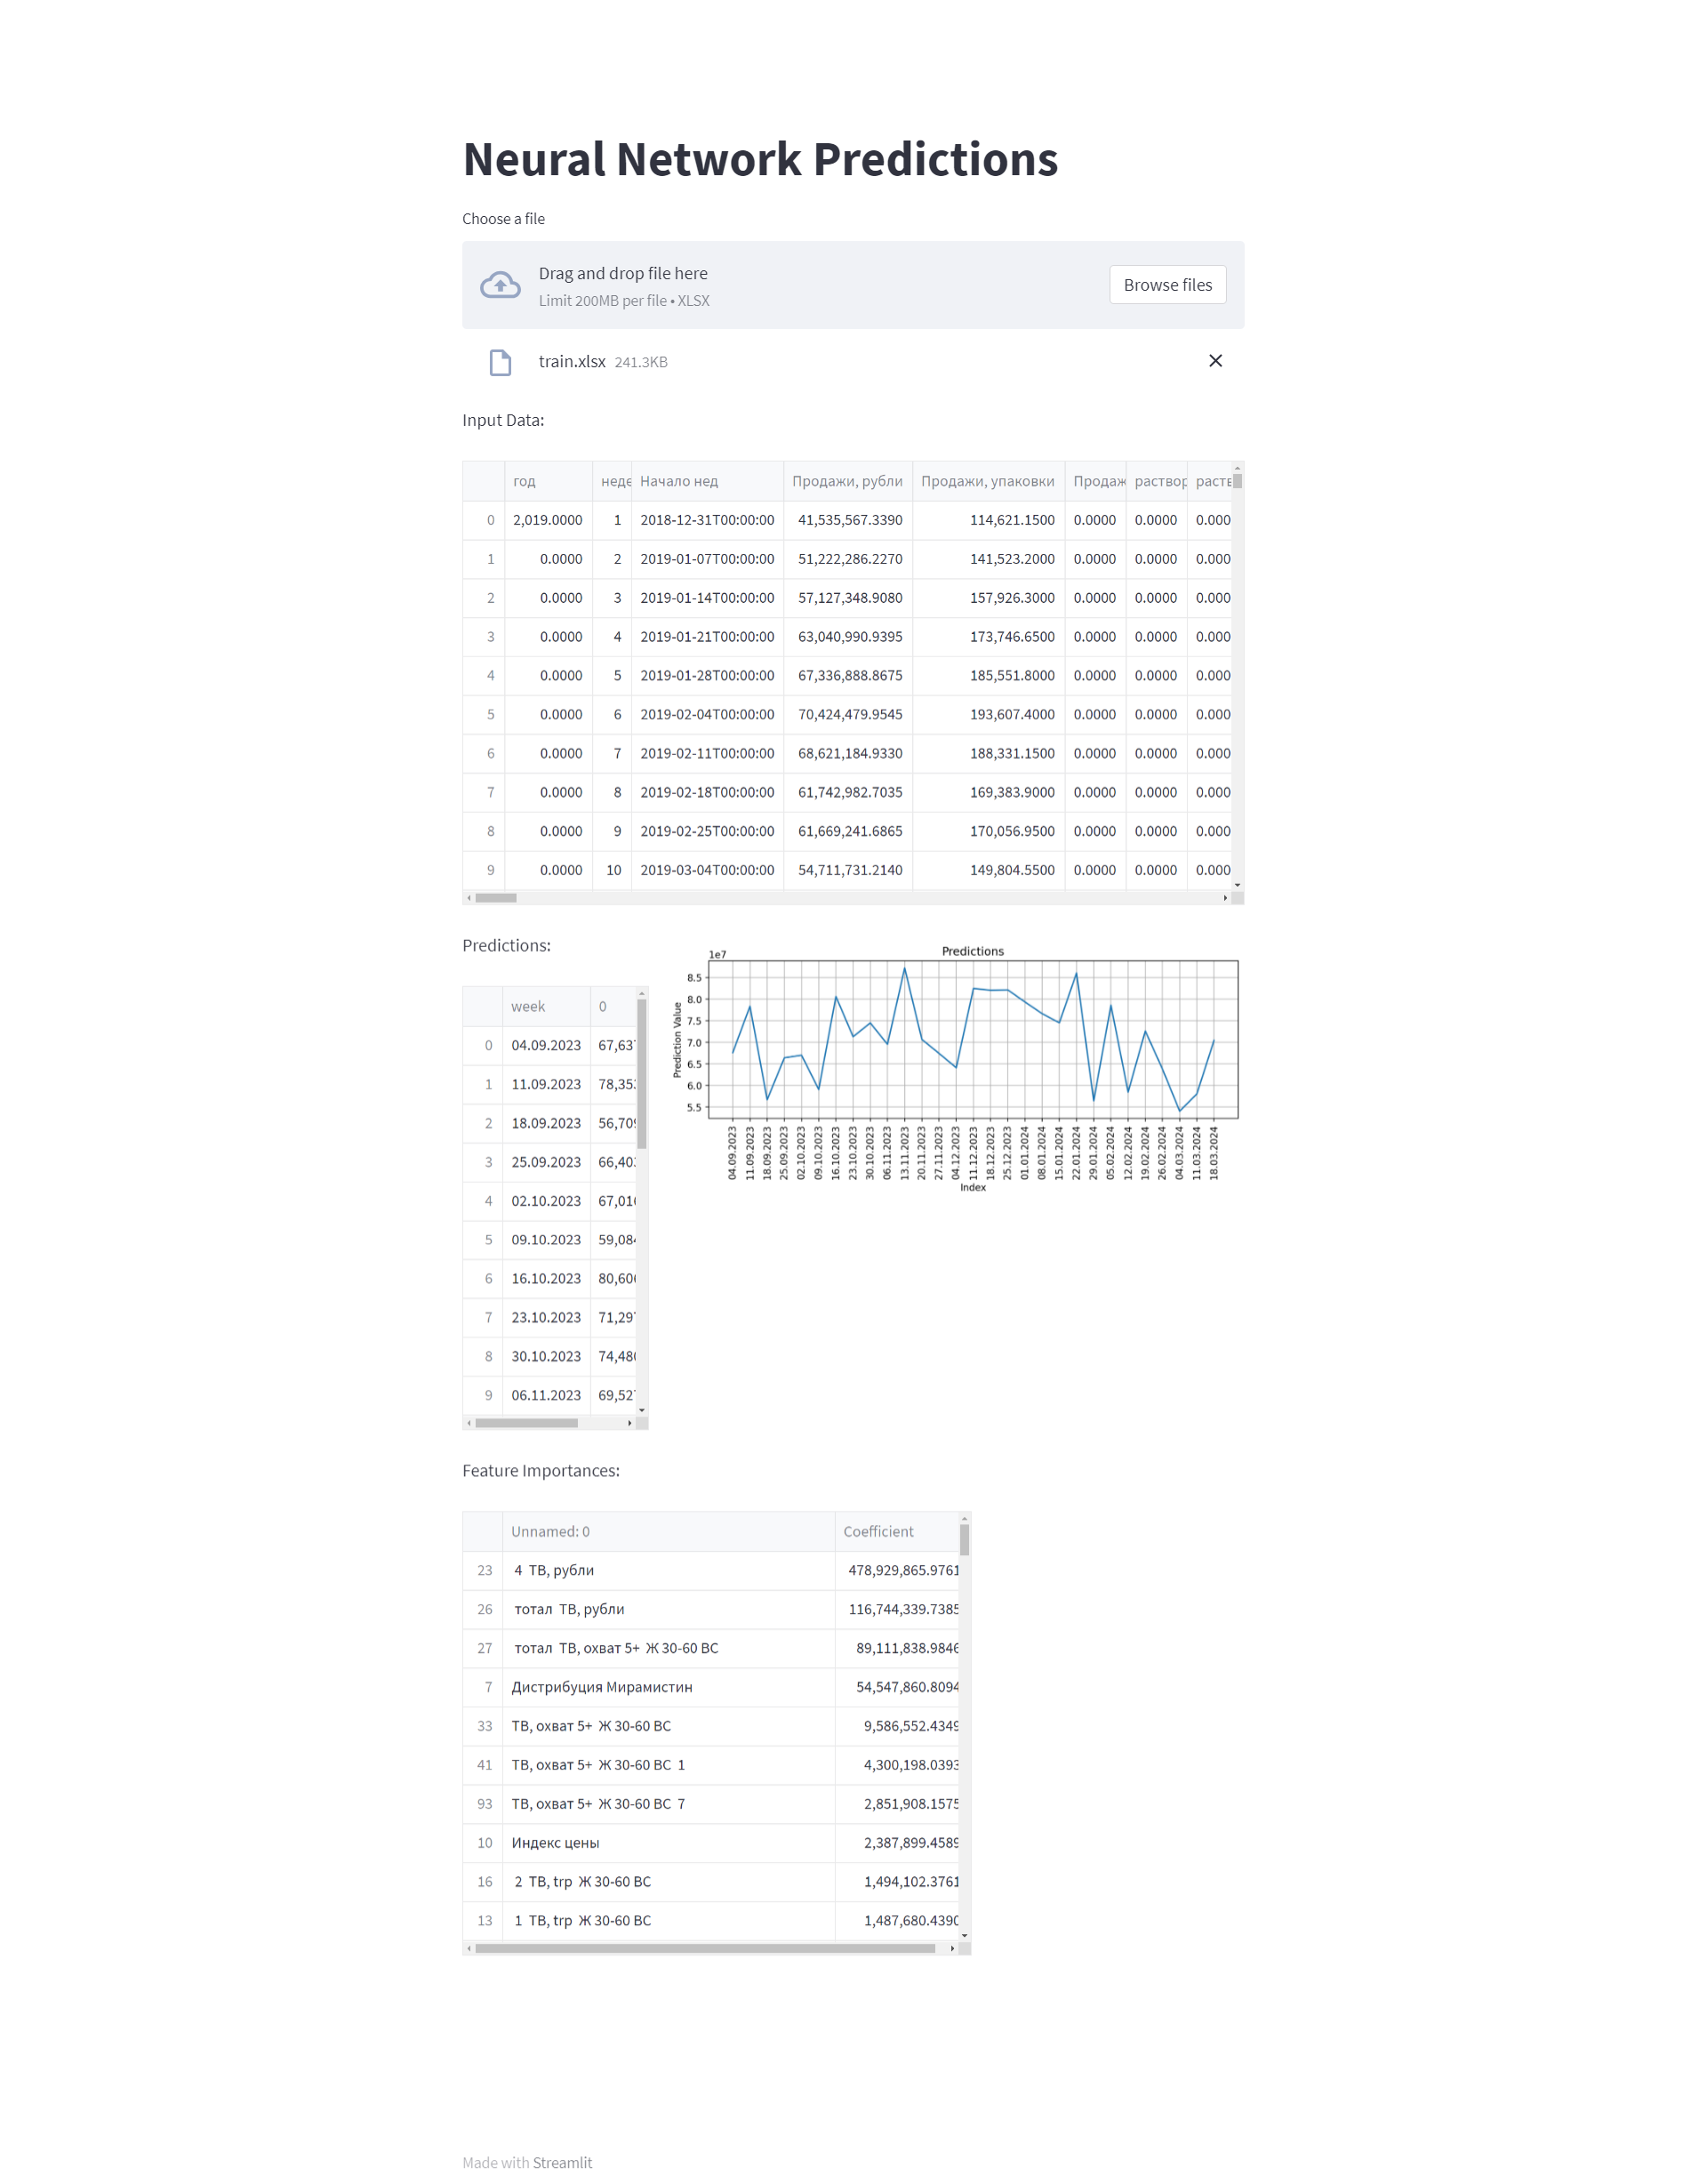 Neural Network Predictions
Choose a file
Drag and drop file here
Limit 200MB per file • XLSX
Browse files
train.xlsx 241.3KB
Input Data:
год неде Начало нед Продажи, рубли Продажи, упаковки Продаж раствор раств
0 2,019.0000 1 2018-12-31T00:00:00 41,535,567.3390 114,621.1500 0.0000 0.0000 0.000
1 0.0000 2 2019-01-07T00:00:00 51,222,286.2270 141,523.2000 0.0000 0.0000 0.000
2 0.0000 3 2019-01-14T00:00:00 57,127,348.9080 157,926.3000 0.0000 0.0000 0.000
3 0.0000 4 2019-01-21T00:00:00 63,040,990.9395 173,746.6500 0.0000 0.0000 0.000
4 0.0000 5 2019-01-28T00:00:00 67,336,888.8675 185,551.8000 0.0000 0.0000 0.000
5 0.0000 6 2019-02-04T00:00:00 70,424,479.9545 193,607.4000 0.0000 0.0000 0.000
6 0.0000 7 2019-02-11T00:00:00 68,621,184.9330 188,331.1500 0.0000 0.0000 0.000
7 0.0000 8 2019-02-18T00:00:00 61,742,982.7035 169,383.9000 0.0000 0.0000 0.000
8 0.0000 9 2019-02-25T00:00:00 61,669,241.6865 170,056.9500 0.0000 0.0000 0.000
9 0.0000 10 2019-03-04T00:00:00 54,711,731.2140 149,804.5500 0.0000 0.0000 0.000
Predictions:
week 0
0 04.09.2023 67,637
1 11.09.2023 78,353
2 18.09.2023 56,709
3 25.09.2023 66,403
4 02.10.2023 67,010
5 09.10.2023 59,084
6 16.10.2023 80,600
7 23.10.2023 71,297
8 30.10.2023 74,480
9 06.11.2023 69,527
Predictions
1e7
8.5
8.0
7.5
7.0
6.5
6.0
5.5
Prediction Value
04.09.2023
11.09.2023
18.09.2023
25.09.2023
02.10.2023
09.10.2023
16.10.2023
23.10.2023
30.10.2023
06.11.2023
13.11.2023
20.11.2023
27.11.2023
04.12.2023
11.12.2023
18.12.2023
25.12.2023
01.01.2024
08.01.2024
15.01.2024
22.01.2024
29.01.2024
05.02.2024
12.02.2024
19.02.2024
26.02.2024
04.03.2024
11.03.2024
18.03.2024
Index
Feature Importances:
Unnamed: 0 Coefficient
23 4 ТВ, рубли 478,929,865.9761
26 тотал ТВ, рубли 116,744,339.7385
27 тотал ТВ, охват 5+ Ж 30-60 ВС 89,111,838.9846
7 Дистрибуция Мирамистин 54,547,860.8094
33 ТВ, охват 5+ Ж 30-60 ВС 9,586,552.4349
41 ТВ, охват 5+ Ж 30-60 ВС 1 4,300,198.0393
93 ТВ, охват 5+ Ж 30-60 ВС 7 2,851,908.1575
10 Индекс цены 2,387,899.4589
16 2 ТВ, trp Ж 30-60 ВС 1,494,102.3761
13 1 ТВ, trp Ж 30-60 ВС 1,487,680.4390
Made with Streamlit